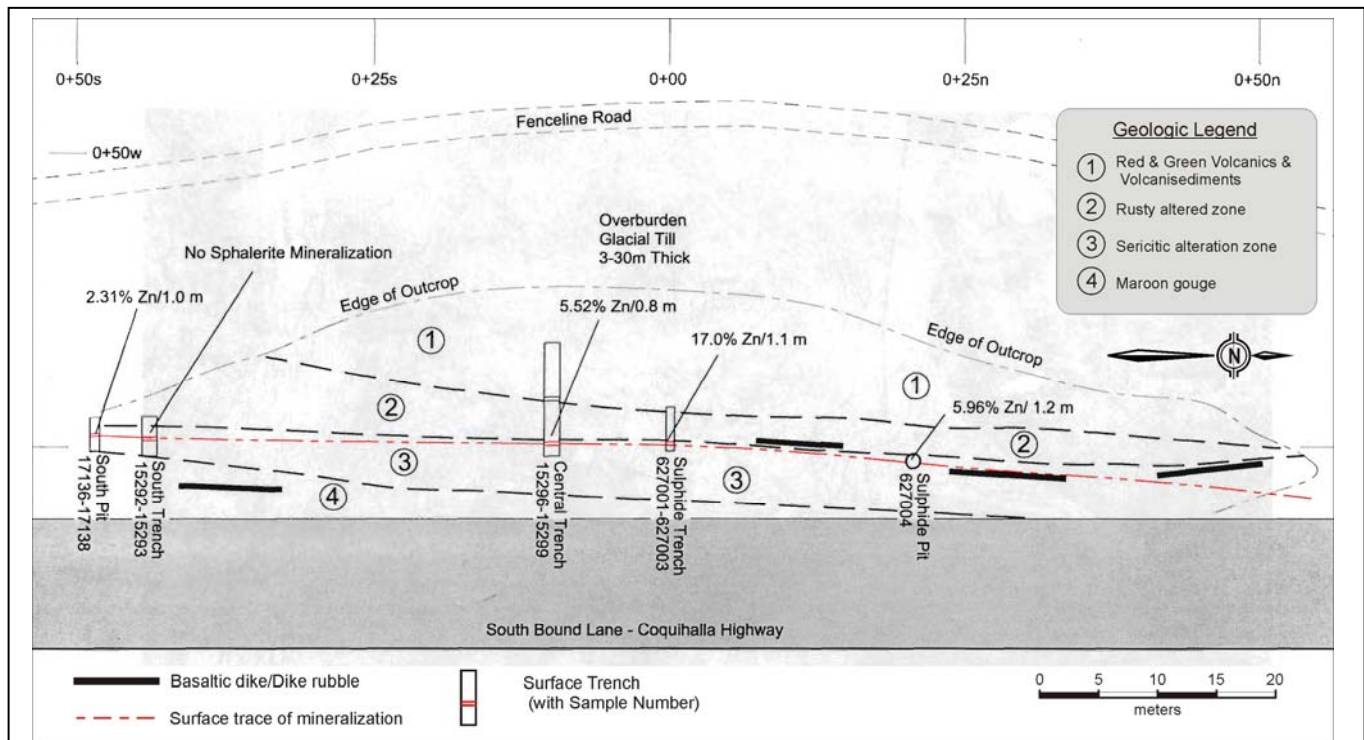 0+50s
0+25s
0+00
0+25n
0+50n
Fenceline Road
0+50w
Geologic Legend
1 Red & Green Volcanics &
Volcanisediments
2 Rusty altered zone
3 Sericitic alteration zone
4 Maroon gouge
Overburden
Glacial Till
3-30m Thick
No Sphalerite Mineralization
2.31% Zn/1.0 m
Edge of Outcrop
5.52% Zn/0.8 m
17.0% Zn/1.1 m
Edge of Outcrop
N
1
1
5.96% Zn/ 1.2 m
2
2
3
3
4
South Pit
17136-17138
South Trench
15292-15293
Central Trench
15296-15299
Sulphide Trench
627001-627003
Sulphide Pit
627004
South Bound Lane - Coquihalla Highway
Basaltic dike/Dike rubble
Surface trace of mineralization
Surface Trench
(with Sample Number)
0 5 10 15 20
meters